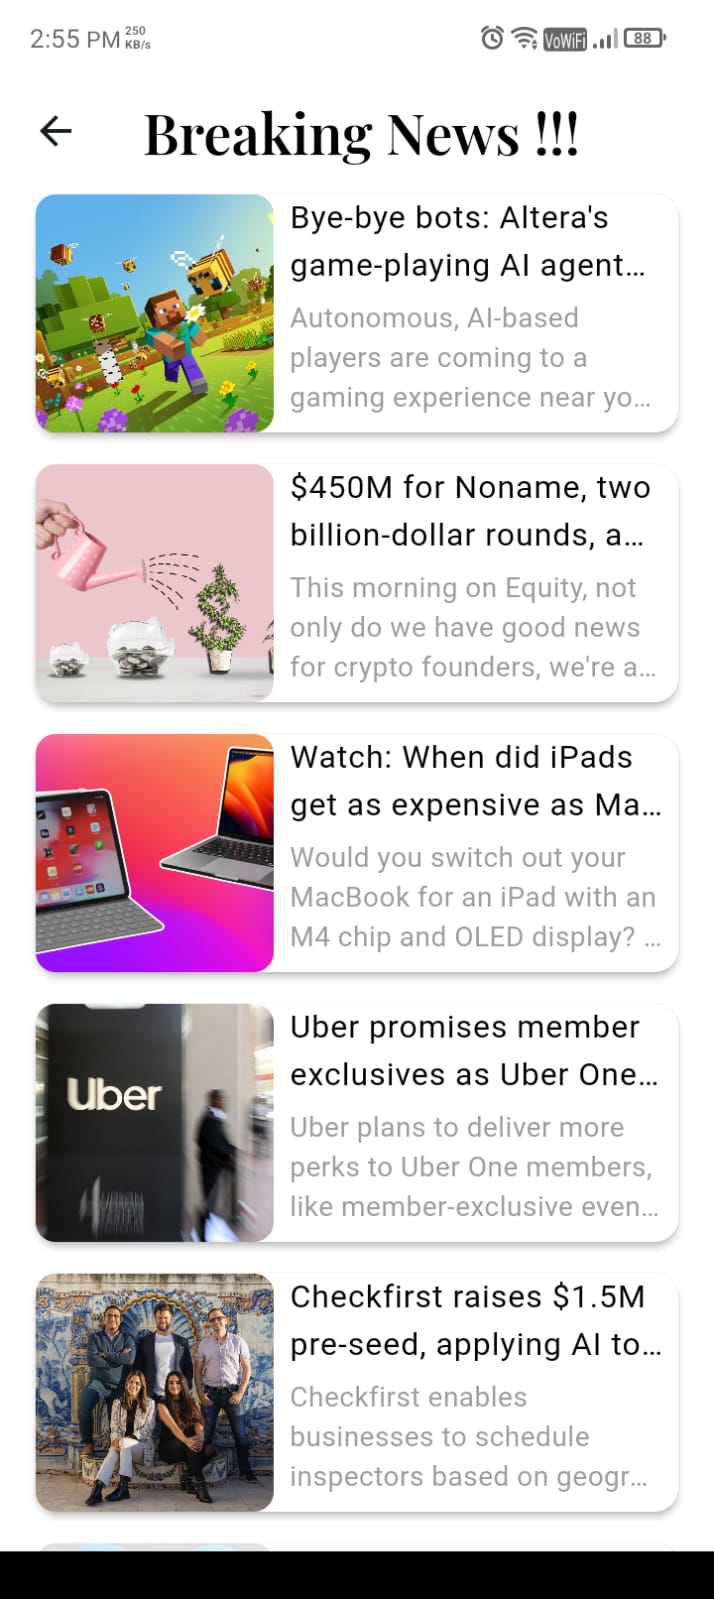 2:55 PM 250 KB/s VoWiFi 88
Breaking News !!!
Bye-bye bots: Altera's
game-playing AI agent...
Autonomous, AI-based
players are coming to a
gaming experience near yo...
$450M for Noname, two
billion-dollar rounds, a...
This morning on Equity, not
only do we have good news
for crypto founders, we're a...
Watch: When did iPads
get as expensive as Ma...
Would you switch out your
MacBook for an iPad with an
M4 chip and OLED display? ...
Uber
Uber promises member
exclusives as Uber One...
Uber plans to deliver more
perks to Uber One members,
like member-exclusive even...
Checkfirst raises $1.5M
pre-seed, applying AI to...
Checkfirst enables
businesses to schedule
inspectors based on geogr...